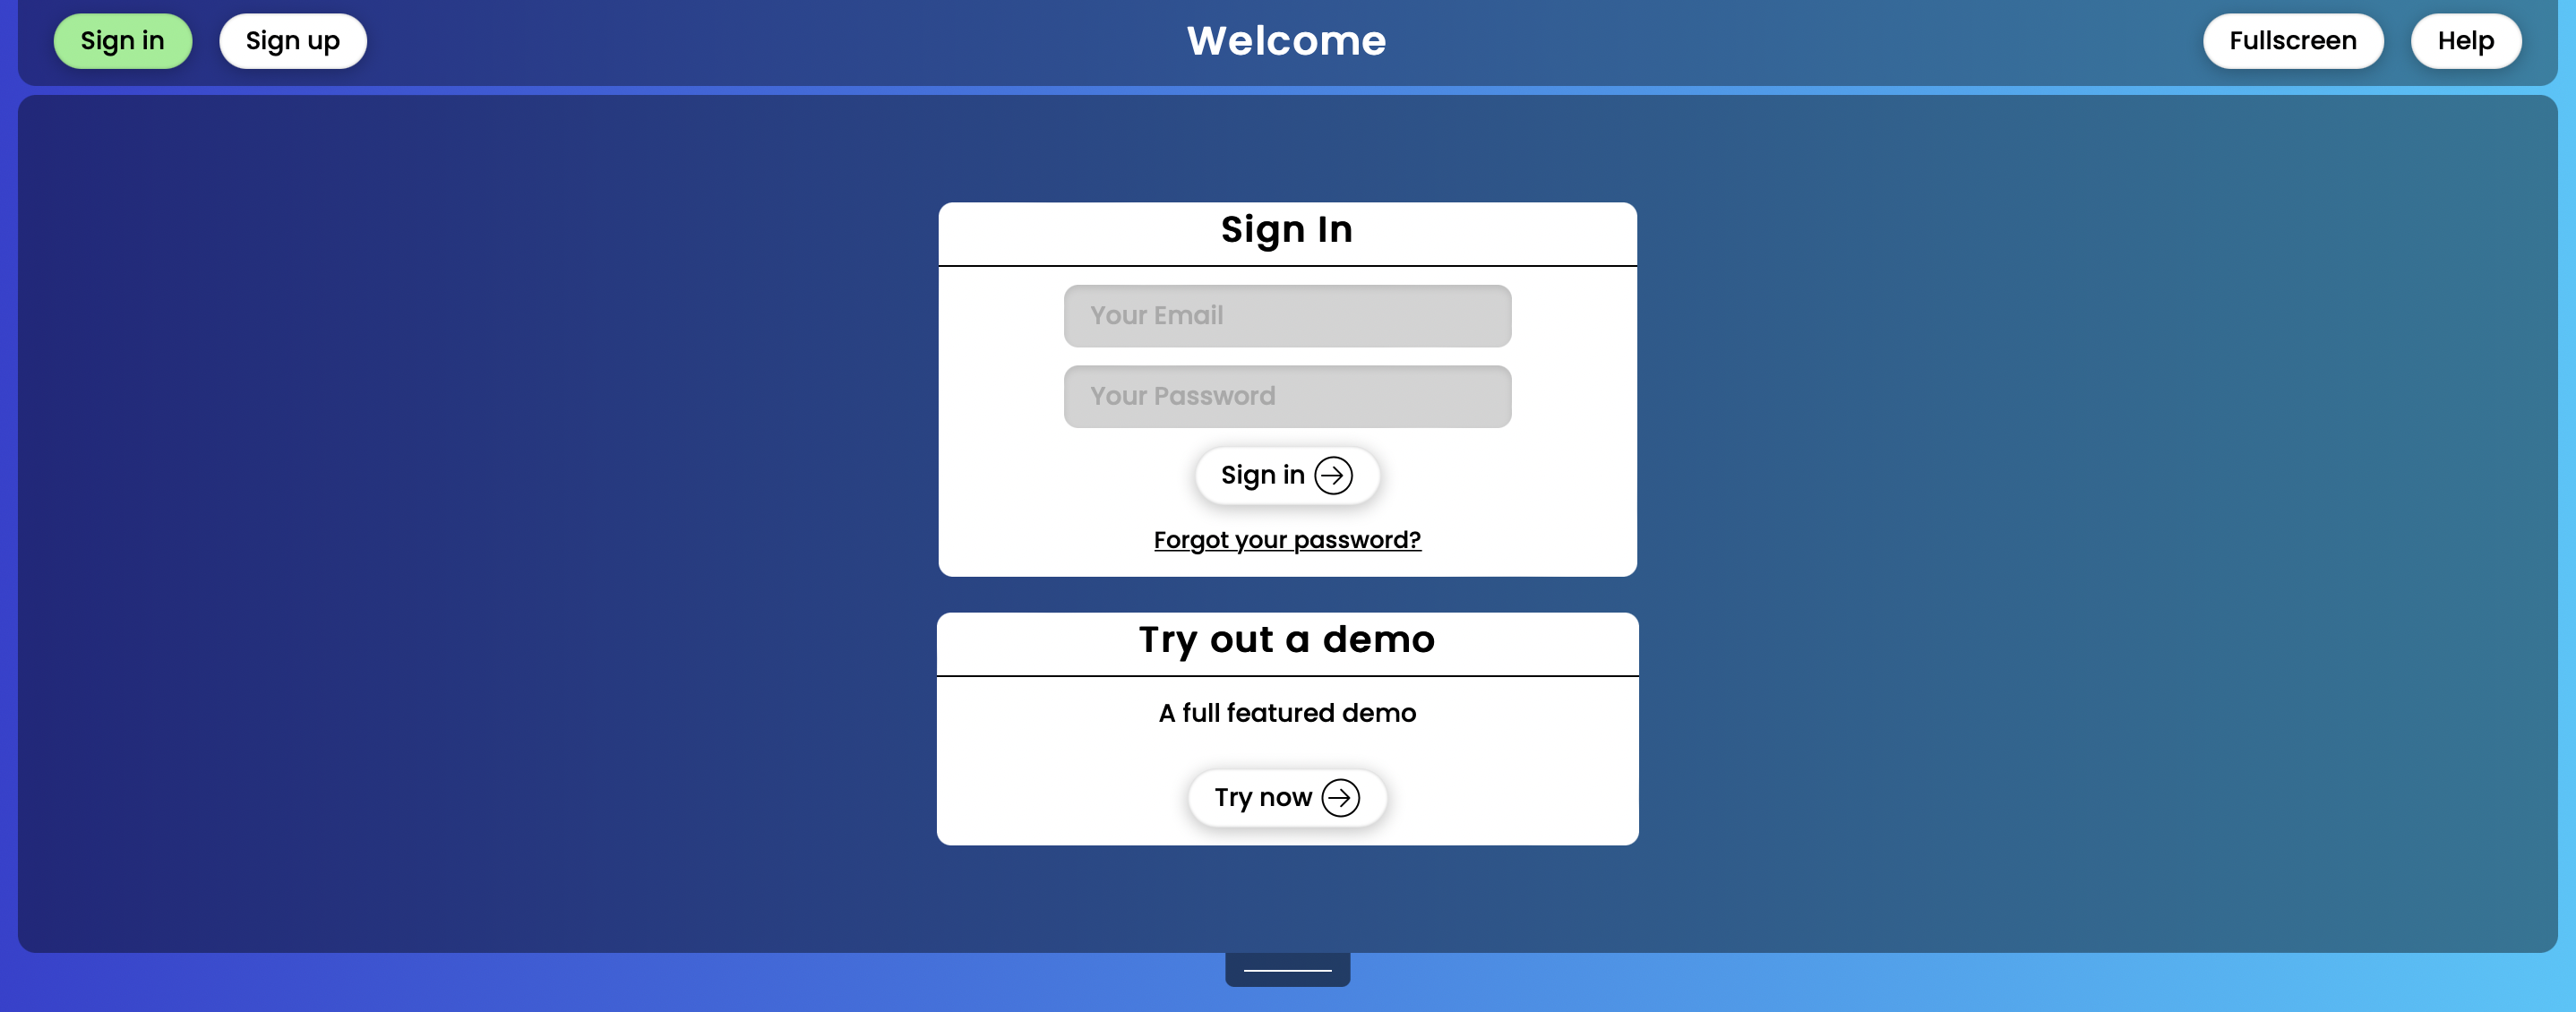 Sign in
Sign up
Welcome
Fullscreen
Help
Sign In
Your Email
Your Password
Sign in
Forgot your password?
Try out a demo
A full featured demo
Try now